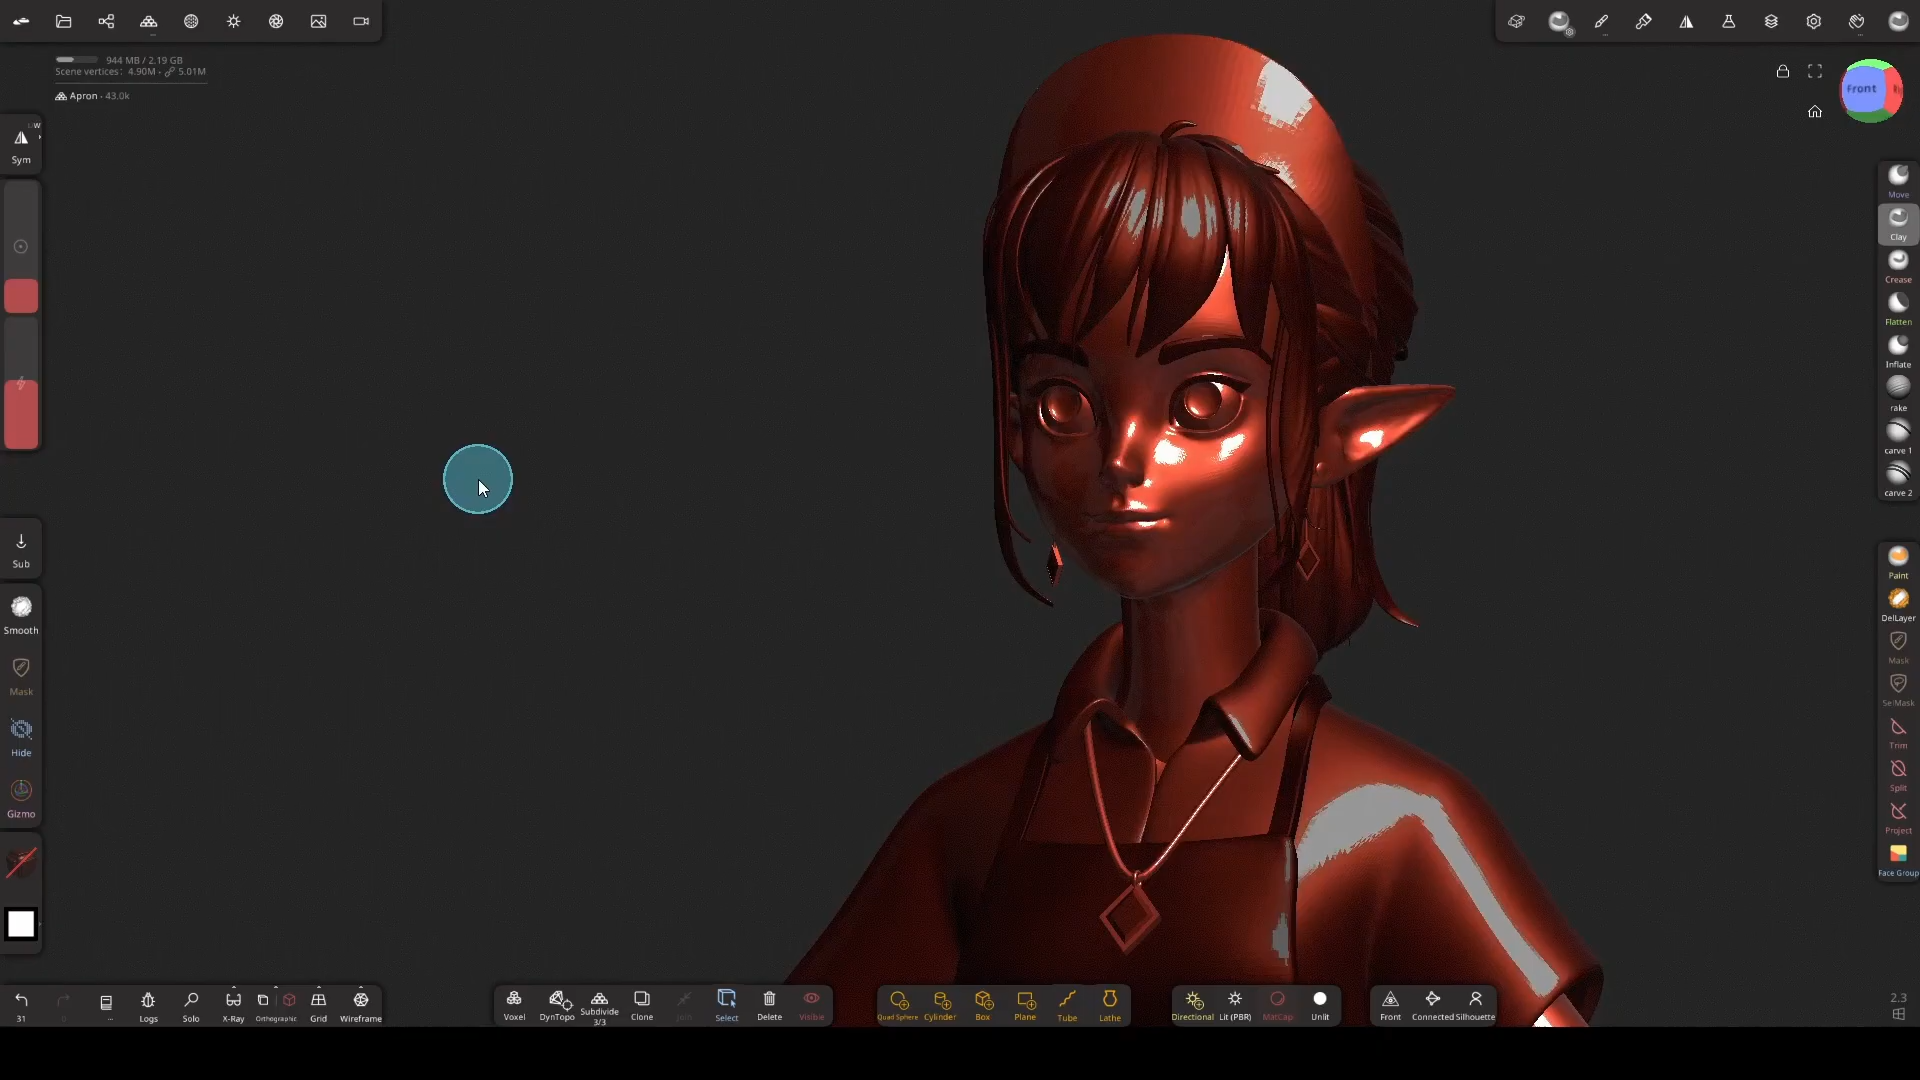 944 MB / 2.19 GB
Scene vertices: 4.90M • 5.01M
Apron • 43.0k
Front
W
Sym
Move
Clay
Crease
Flatten
Inflate
rake
carve 1
carve 2
Sub
Smooth
Mask
Hide
Gizmo
Paint
DelLayer
Mask
SelMask
Trim
Split
Project
Face Group
31
Logs
Solo
X-Ray
Orthographic
Grid
Wireframe
Voxel
DynTopo
Subdivide
3/3
Clone
Join
Select
Delete
Visible
Quad Sphere
Cylinder
Box
Plane
Tube
Lathe
Directional
Lit (PBR)
MatCap
Unlit
Front
Connected
Silhouette
2.3